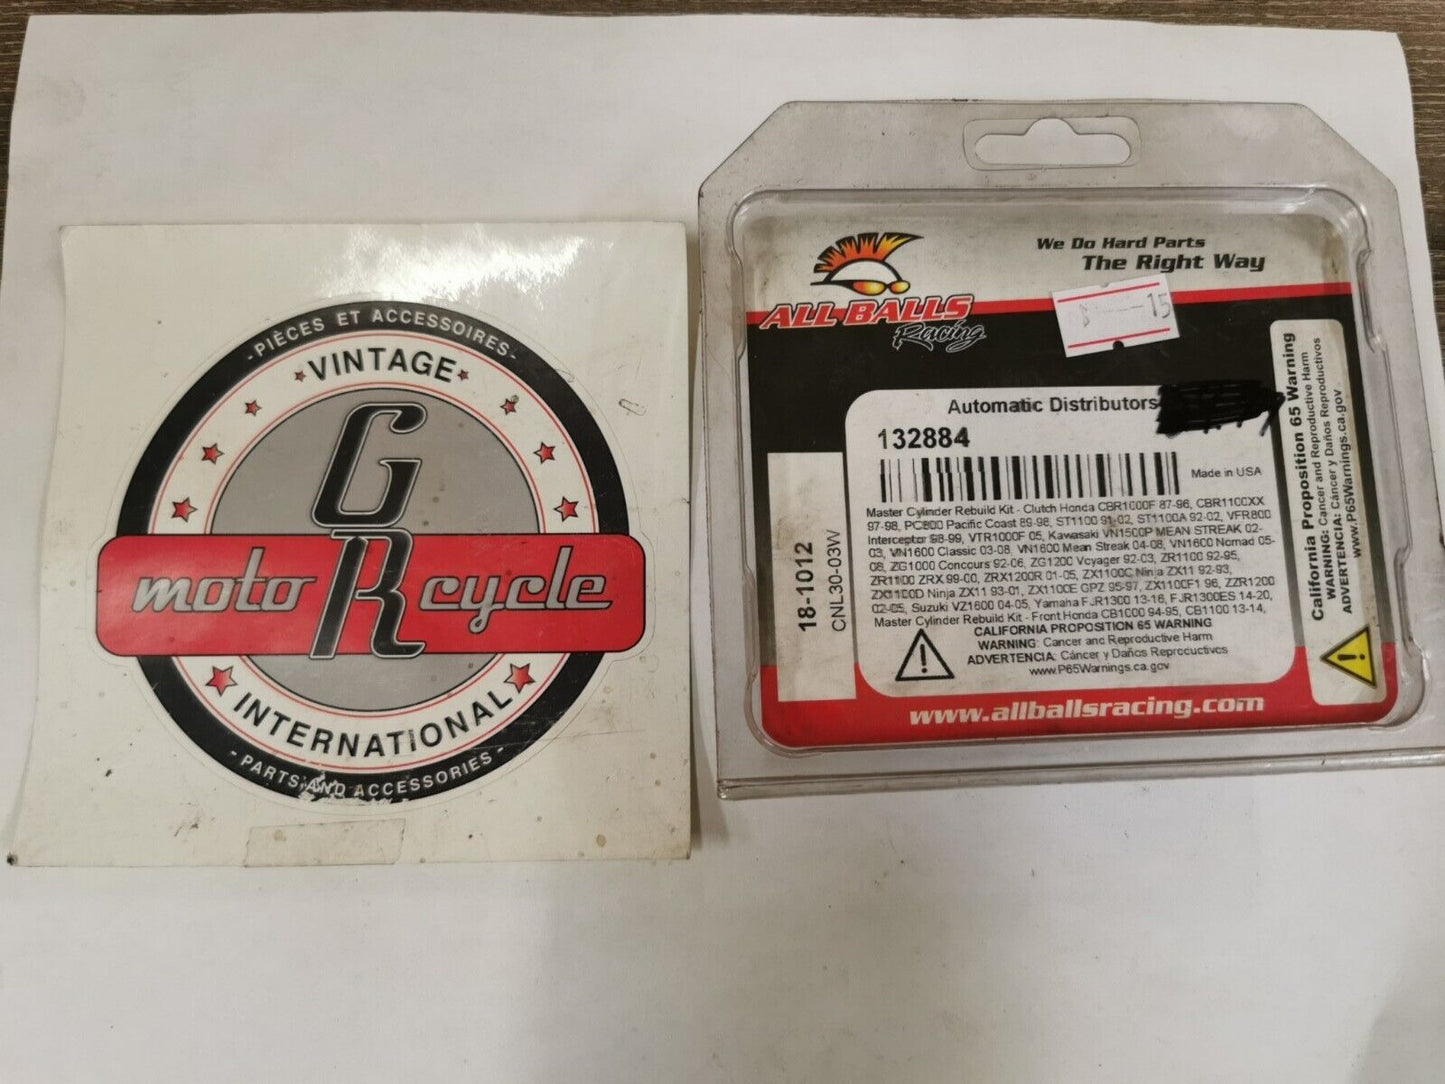 - PIÈCES ET ACCESSOIRES -
VINTAGE
GR
moto cycle
INTERNATIONAL
- PARTS AND ACCESSORIES -
We Do Hard Parts
The Right Way
ALL BALLS
Racing
15
Automatic Distributors
132884
Made in USA
Master Cylinder Rebuild Kit - Clutch Honda CBR1000F 87-96, CBR1100XX
97-98, PC800 Pacific Coast 89-98, ST1100 91-02, ST1100A 92-02, VFR800
Interceptor 98-99, VTR1000F 05, Kawasaki VN1500P MEAN STREAK 02-
03, VN1600 Classic 03-08, VN1600 Mean Streak 04-08, VN1600 Nomad 05-
08, ZG1000 Concours 92-06, ZG1200 Voyager 92-03, ZR1100 92-95,
ZR1100 ZRX 99-00, ZRX1200R 01-05, ZX1100C Ninja ZX11 92-93,
ZX1100D Ninja ZX11 93-01, ZX1100E GPZ 95-97, ZX1100F1 96, ZZR1200
02-05, Suzuki VZ1600 04-05, Yamaha FJR1300 13-16, FJR1300ES 14-20,
Master Cylinder Rebuild Kit - Front Honda CB1000 94-95, CB1100 13-14,
CALIFORNIA PROPOSITION 65 WARNING
WARNING: Cancer and Reproductive Harm
ADVERTENCIA: Cáncer y Daños Reproductivos
www.P65Warnings.ca.gov
18-1012
CNL30-03W
California Proposition 65 Warning
WARNING: Cancer and Reproductive Harm
ADVERTENCIA: Cáncer y Daños Reproductivos
www.P65Warnings.ca.gov
www.allballsracing.com